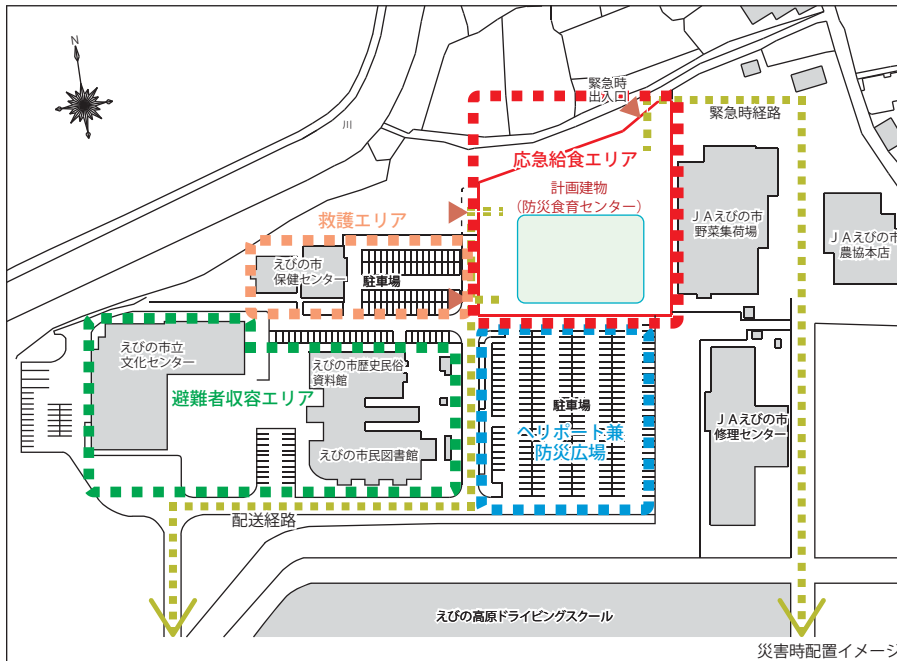 N
緊急時
出入口
川
緊急時経路
応急給食エリア
計画建物
(防災食育センター)
救護エリア
ＪＡえびの市
野菜集荷場
ＪＡえびの市
農協本店
えびの市
保健センター
駐車場
えびの市立
文化センター
えびの市歴史民俗
資料館
避難者収容エリア
駐車場
ヘリポート兼
防災広場
ＪＡえびの市
修理センター
えびの市民図書館
配送経路
えびの高原ドライビングスクール
災害時配置イメージ